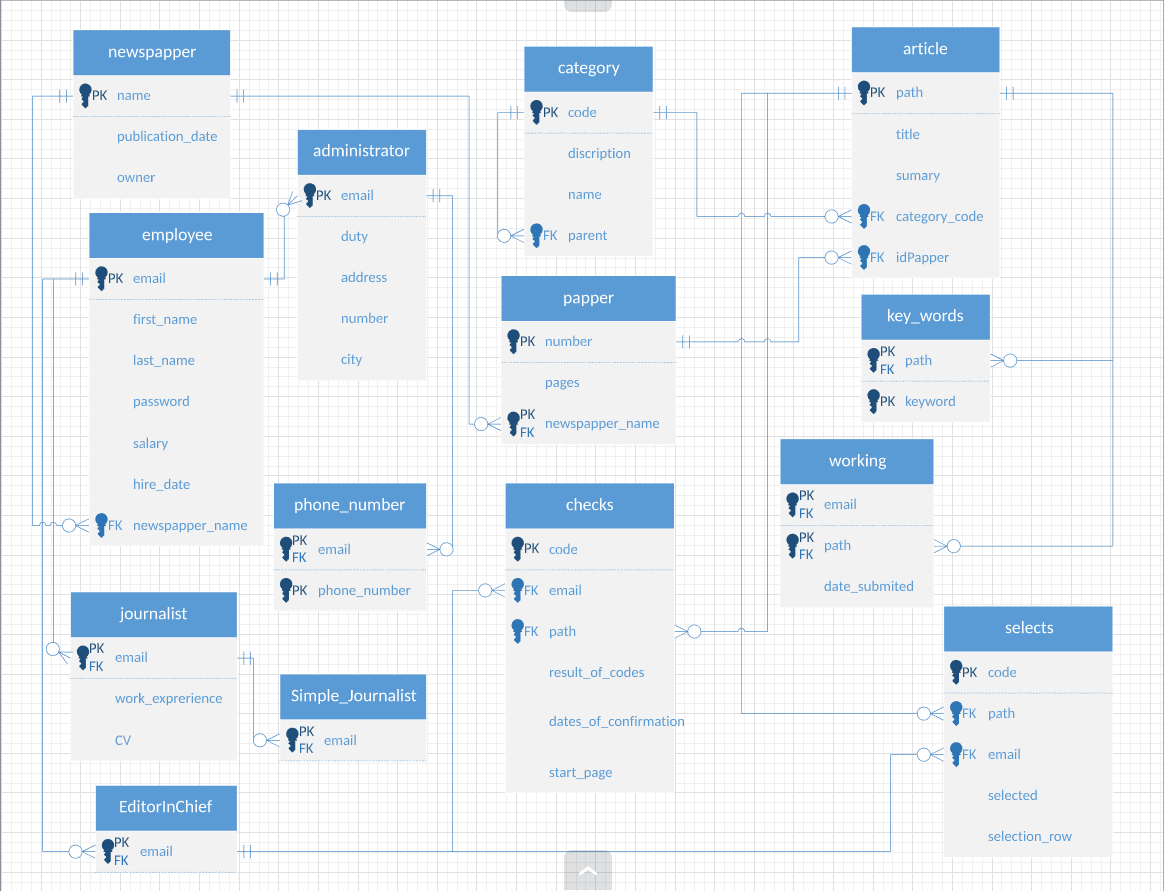 newspapper
PK name
publication_date
owner
administrator
PK email
duty
address
number
city
employee
PK email
first_name
last_name
password
salary
hire_date
FK newspapper_name
category
PK code
discription
name
FK parent
article
PK path
title
sumary
FK category_code
FK idPapper
papper
PK number
pages
PK
FK newspapper_name
key_words
PK
FK path
PK keyword
working
PK
FK email
PK
FK path
date_submited
phone_number
PK
FK email
PK phone_number
checks
PK code
FK email
FK path
result_of_codes
dates_of_confirmation
start_page
journalist
PK
FK email
work_exprerience
CV
Simple_Journalist
PK
FK email
selects
PK code
FK path
FK email
selected
selection_row
EditorInChief
PK
FK email